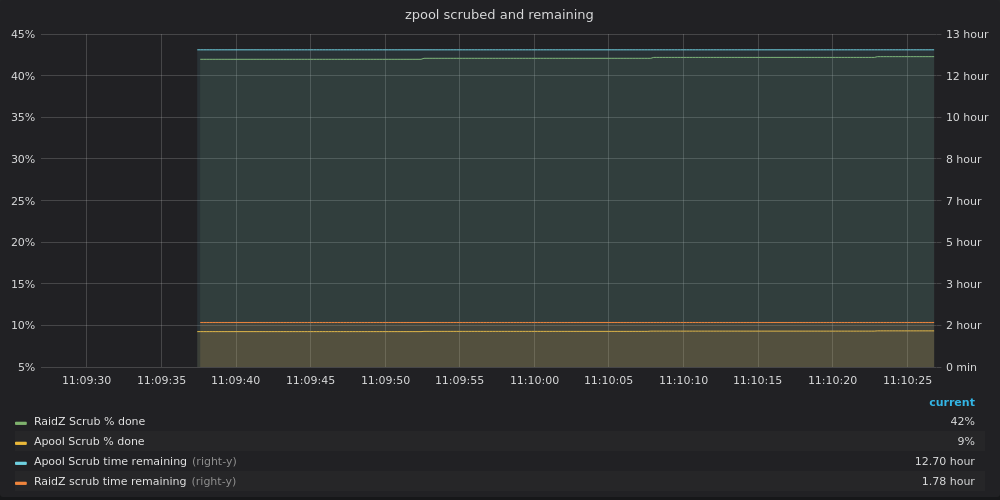 zpool scrubed and remaining
45% 13 hour
40% 12 hour
35% 10 hour
30% 8 hour
25% 7 hour
20% 5 hour
15% 3 hour
10% 2 hour
5% 0 min
11:09:30 11:09:35 11:09:40 11:09:45 11:09:50 11:09:55 11:10:00 11:10:05 11:10:10 11:10:15 11:10:20 11:10:25
current
RaidZ Scrub % done 42%
Apool Scrub % done 9%
Apool Scrub time remaining (right-y) 12.70 hour
RaidZ scrub time remaining (right-y) 1.78 hour